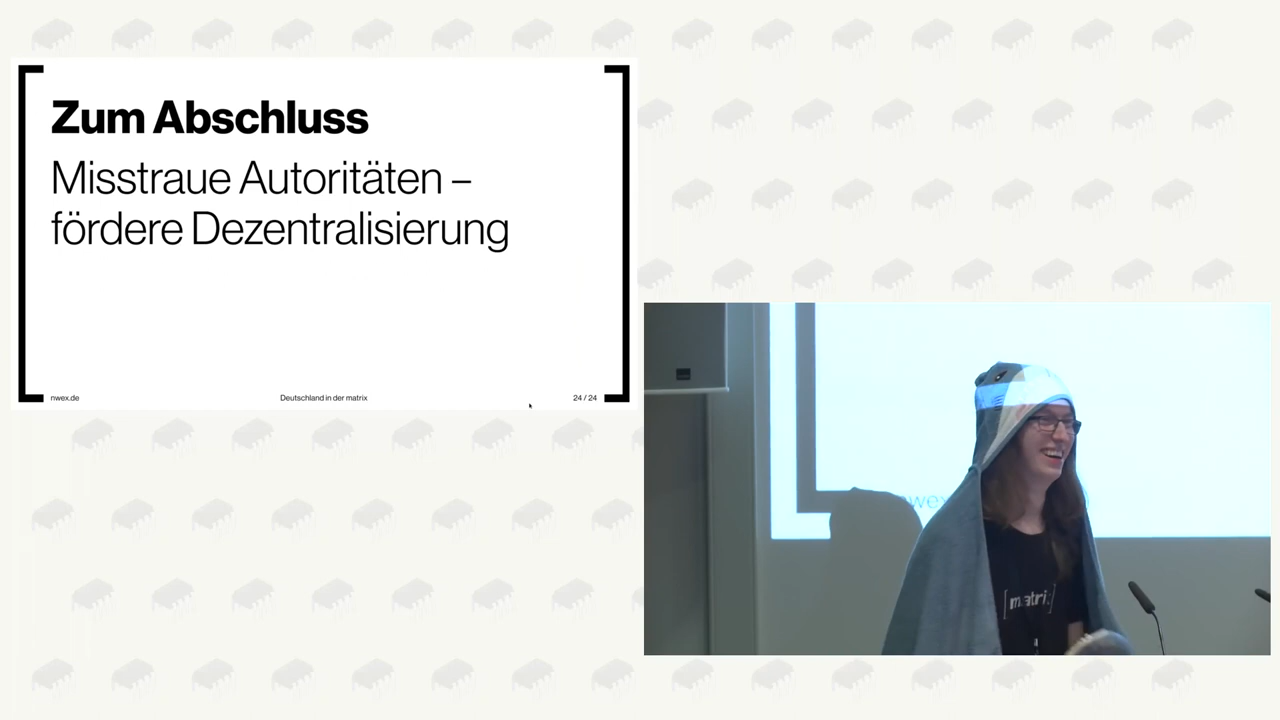 Zum Abschluss
Misstraue Autoritäten –
fördere Dezentralisierung
nwex.de
Deutschland in der matrix
24 / 24
[matrix]